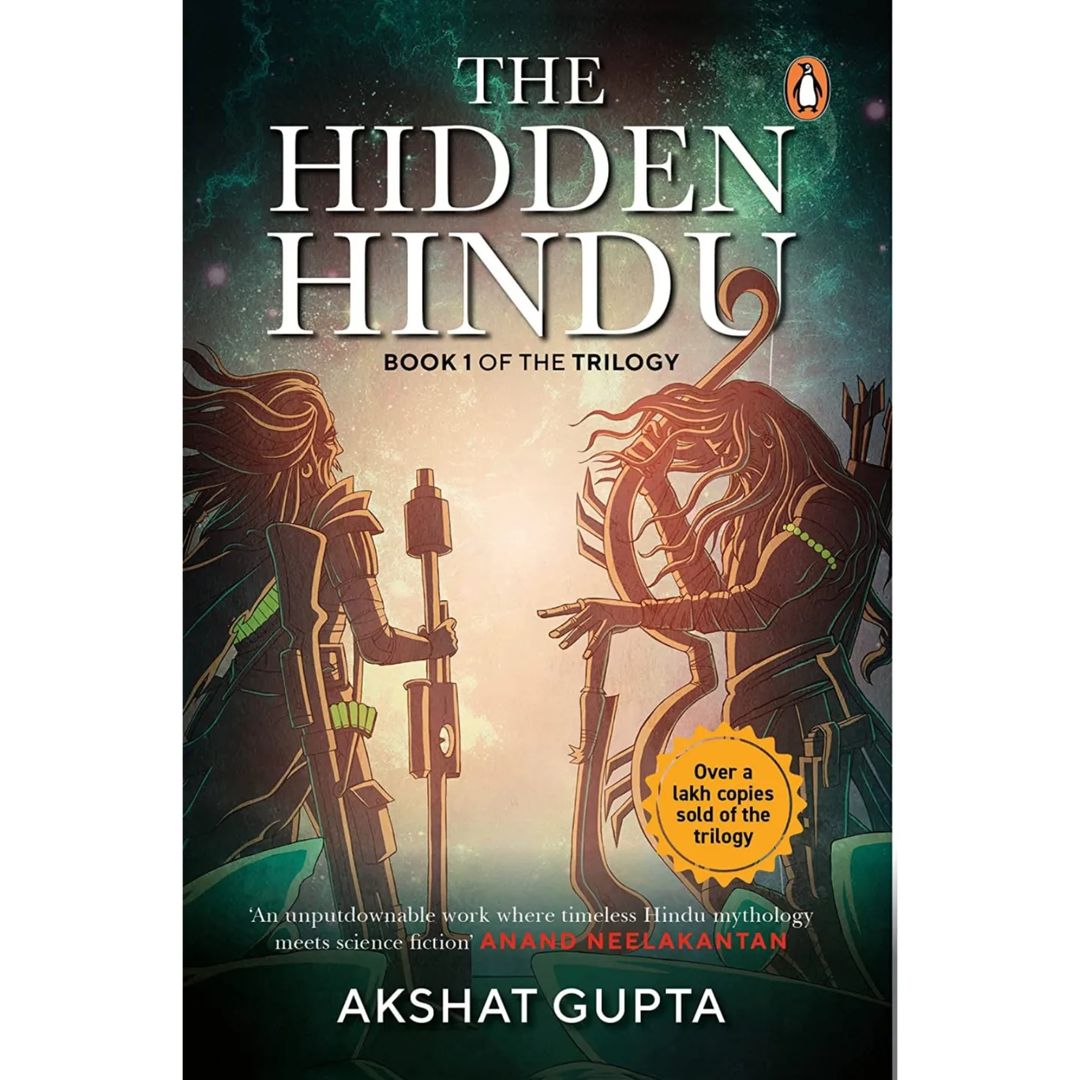 THE
HIDDEN
HINDU
BOOK 1 OF THE TRILOGY
Over a
lakh copies
sold of the
trilogy
‘An unputdownable work where timeless Hindu mythology
meets science fiction’ ANAND NEELAKANTAN
AKSHAT GUPTA